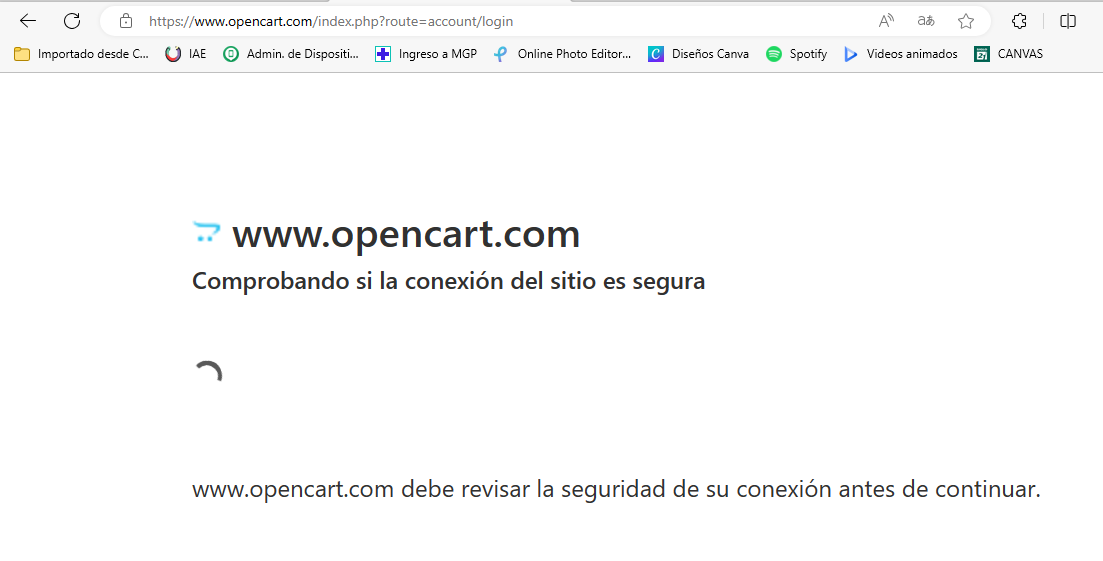 https://www.opencart.com/index.php?route=account/login
Importado desde C... IAE Admin. de Dispositi... Ingreso a MGP Online Photo Editor... Diseños Canva Spotify Videos animados CANVAS
www.opencart.com
Comprobando si la conexión del sitio es segura
www.opencart.com debe revisar la seguridad de su conexión antes de continuar.